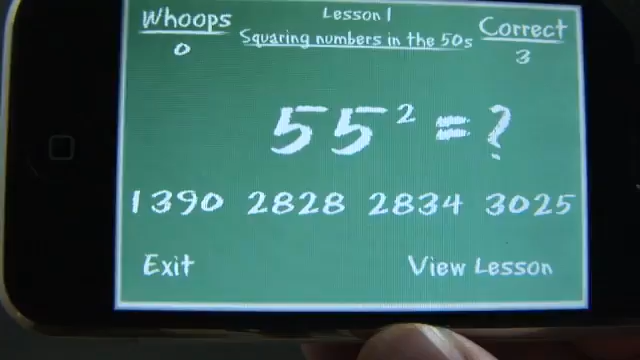 Whoops
0
Lesson 1
Squaring numbers in the 50s
Correct
3
55² = ?
1390 2828 2834 3025
Exit
View Lesson